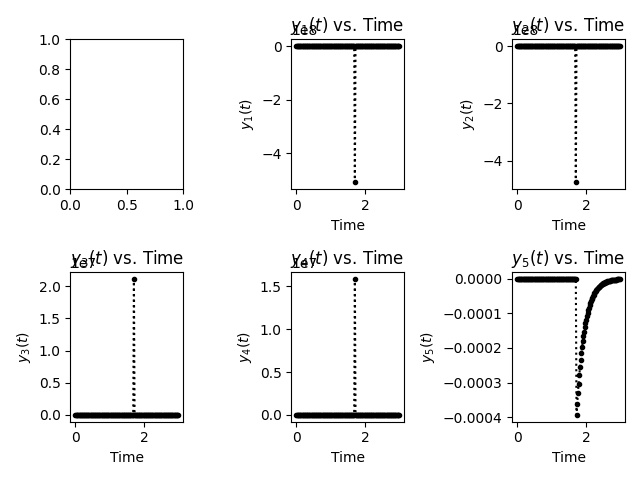 y₁(t) vs. Time
1e8
y₂(t) vs. Time
1e8
1.0
0.8
0.6
0.4
0.2
0.0
0.0 0.5 1.0
y₁(t)
0
−2
−4
0 2
Time
y₂(t)
0
−2
−4
0 2
Time
y₃(t) vs. Time
1e7
y₃(t)
2.0
1.5
1.0
0.5
0.0
0 2
Time
y₄(t) vs. Time
1e7
y₄(t)
1.5
1.0
0.5
0.0
0 2
Time
y₅(t) vs. Time
y₅(t)
0.0000
−0.0001
−0.0002
−0.0003
−0.0004
0 2
Time